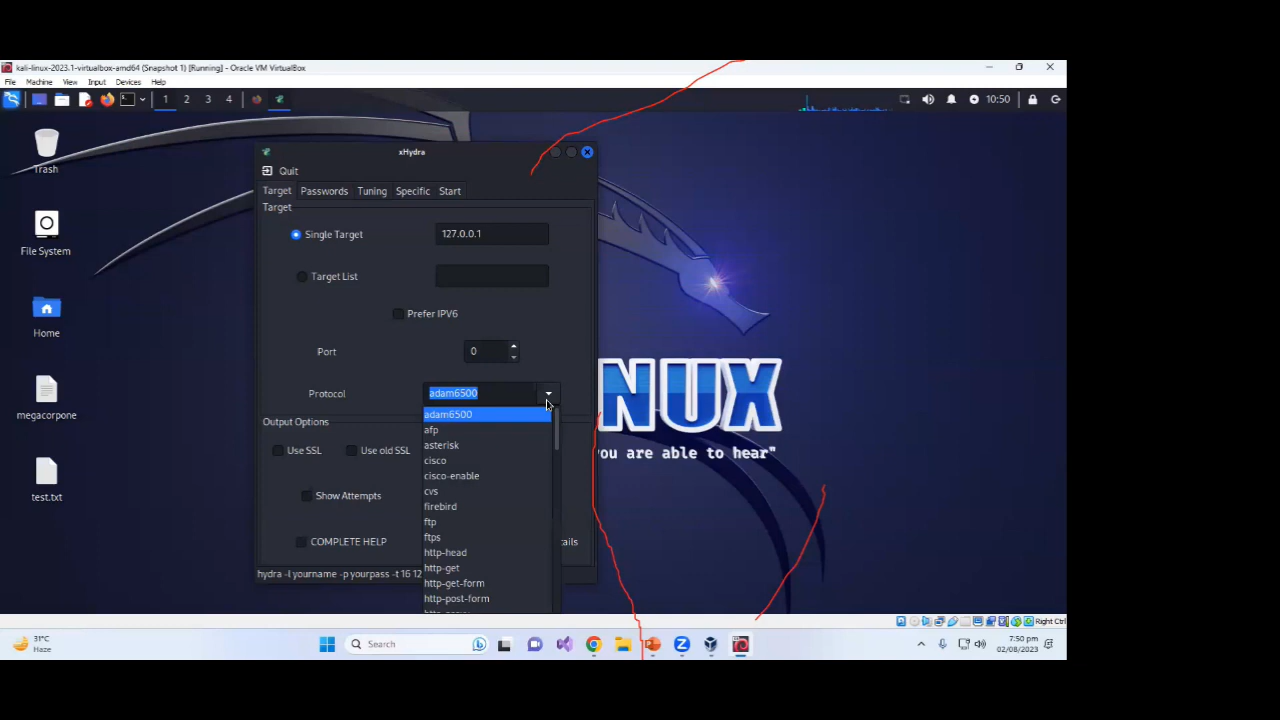 kali-linux-2023.1-virtualbox-amd64 (Snapshot 1) [Running] - Oracle VM VirtualBox
File Machine View Input Devices Help
1 2 3 4
10:50
Trash
File System
Home
megacorpone
test.txt
xHydra
Quit
Target Passwords Tuning Specific Start
Target
Single Target 127.0.0.1
Target List
Prefer IPV6
Port 0
Protocol adam6500
adam6500
afp
asterisk
cisco
cisco-enable
cvs
firebird
ftp
ftps
http-head
http-get
http-get-form
http-post-form
Output Options
Use SSL Use old SSL
Show Attempts
COMPLETE HELP
tails
hydra -l yourname -p yourpass -t 16 12
NUX
ou are able to hear"
Right Ctrl
31°C
Haze
Search
7:50 pm
02/08/2023